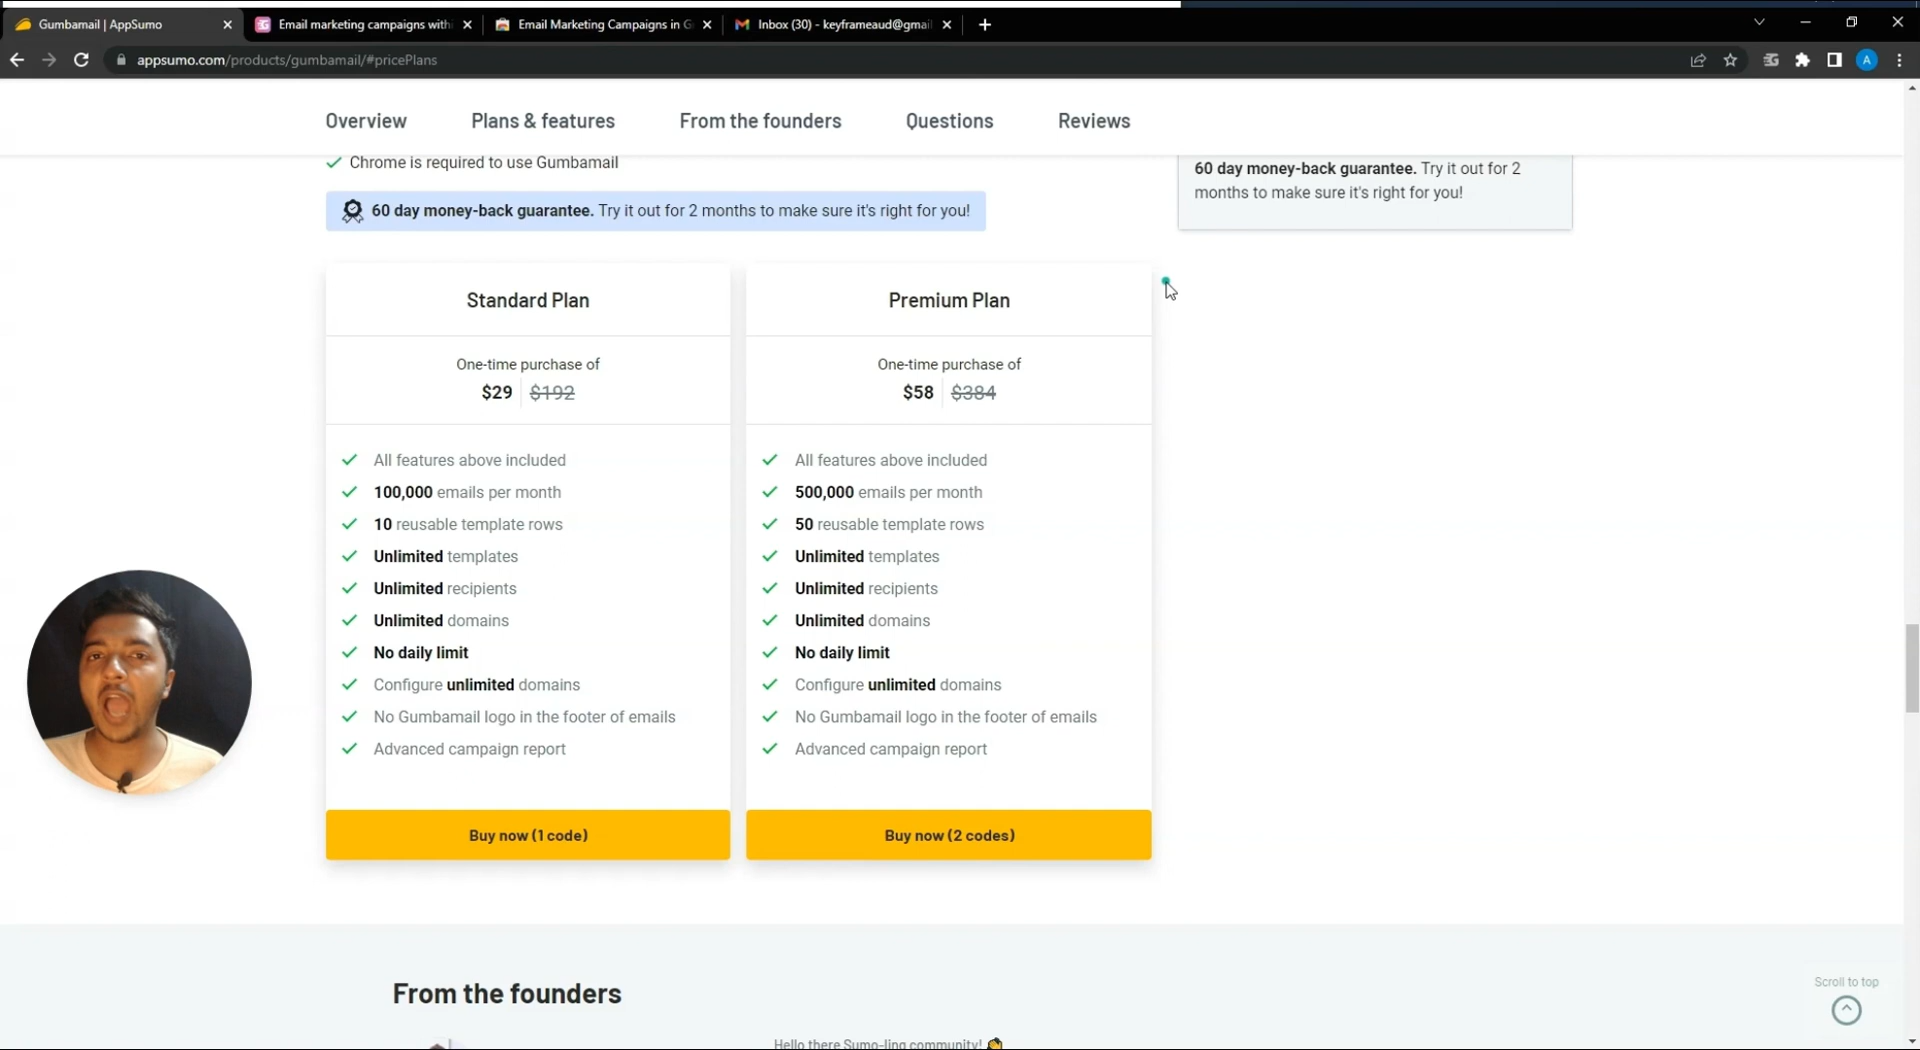 Gumbamail | AppSumo
Email marketing campaigns with
Email Marketing Campaigns in G
Inbox (30) - keyframeaud@gmai
appsumo.com/products/gumbamail/#pricePlans
A
Overview
Plans & features
From the founders
Questions
Reviews
Chrome is required to use Gumbamail
60 day money-back guarantee. Try it out for 2 months to make sure it's right for you!
60 day money-back guarantee. Try it out for 2
months to make sure it's right for you!
Standard Plan
One-time purchase of
$29 $192
All features above included
100,000 emails per month
10 reusable template rows
Unlimited templates
Unlimited recipients
Unlimited domains
No daily limit
Configure unlimited domains
No Gumbamail logo in the footer of emails
Advanced campaign report
Buy now (1 code)
Premium Plan
One-time purchase of
$58 $384
All features above included
500,000 emails per month
50 reusable template rows
Unlimited templates
Unlimited recipients
Unlimited domains
No daily limit
Configure unlimited domains
No Gumbamail logo in the footer of emails
Advanced campaign report
Buy now (2 codes)
From the founders
Hello there Sumo-ling community!
Scroll to top